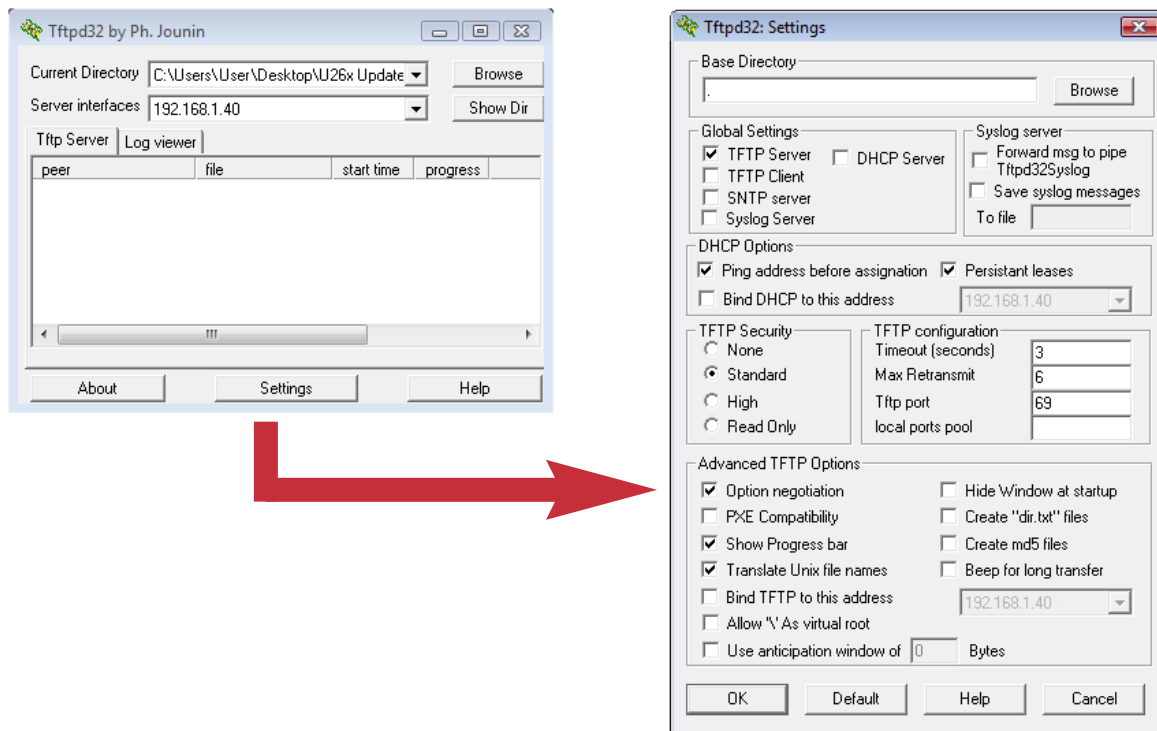 Tftpd32 by Ph. Jounin
Current Directory C:\Users\User\Desktop\U26x Update Browse
Server interfaces 192.168.1.40 Show Dir
Tftp Server Log viewer
peer file start time progress
About Settings Help
Tftpd32: Settings
Base Directory
. Browse
Global Settings
TFTP Server DHCP Server
TFTP Client
SNTP server
Syslog Server
Syslog server
Forward msg to pipe
Tftpd32Syslog
Save syslog messages
To file
DHCP Options
Ping address before assignation Persistant leases
Bind DHCP to this address 192.168.1.40
TFTP Security
None
Standard
High
Read Only
TFTP configuration
Timeout (seconds) 3
Max Retransmit 6
Tftp port 69
local ports pool
Advanced TFTP Options
Option negotiation Hide Window at startup
PXE Compatibility Create "dir.txt" files
Show Progress bar Create md5 files
Translate Unix file names Beep for long transfer
Bind TFTP to this address 192.168.1.40
Allow '\' As virtual root
Use anticipation window of 0 Bytes
OK Default Help Cancel